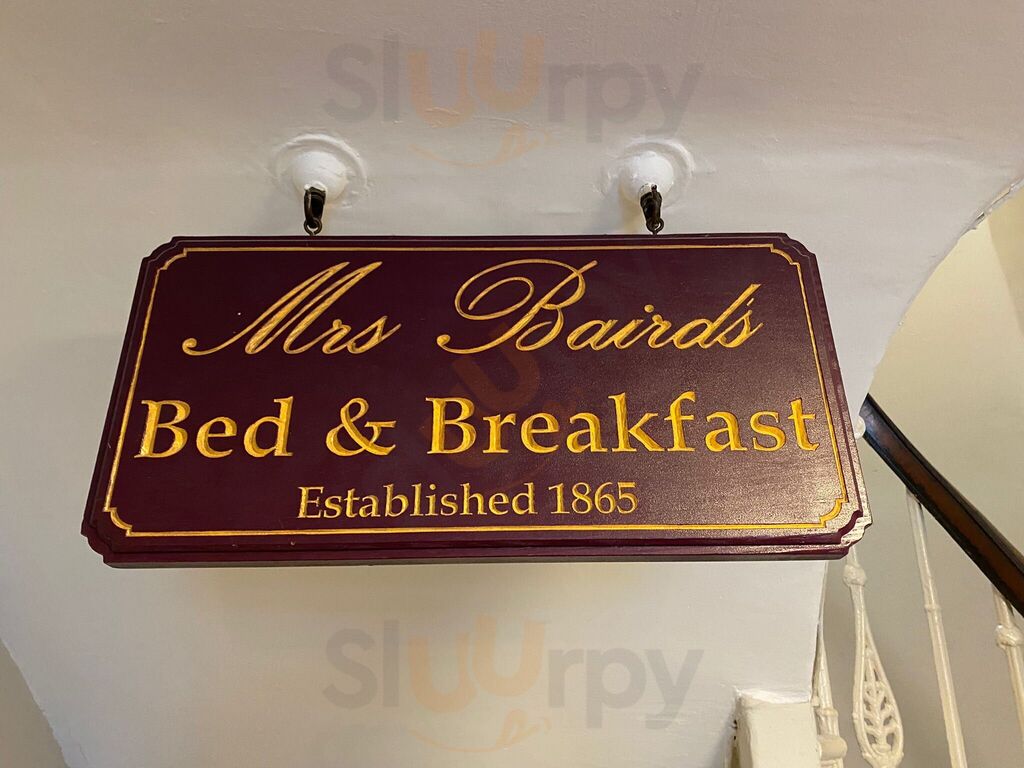 Sluurpy
Mrs Baird's
Bed & Breakfast
Established 1865
Sluurpy